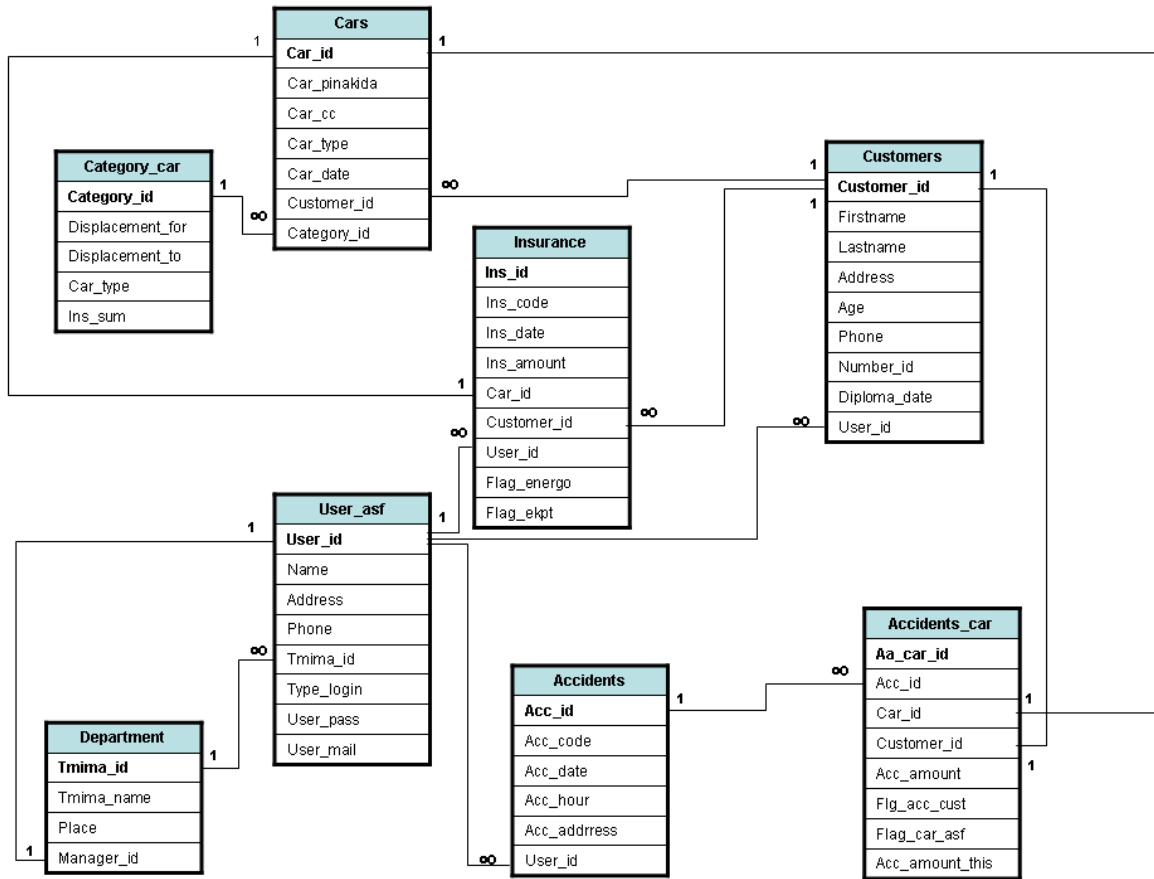 Cars
Car_id
Car_pinakida
Car_cc
Car_type
Car_date
Customer_id
Category_id
1
1
∞
∞
Category_car
Category_id
Displacement_for
Displacement_to
Car_type
Ins_sum
1
Customers
Customer_id
Firstname
Lastname
Address
Age
Phone
Number_id
Diploma_date
User_id
1
1
1
∞
Insurance
Ins_id
Ins_code
Ins_date
Ins_amount
Car_id
Customer_id
User_id
Flag_energo
Flag_ekpt
1
∞
∞
User_asf
User_id
Name
Address
Phone
Tmima_id
Type_login
User_pass
User_mail
1
1
∞
Department
Tmima_id
Tmima_name
Place
Manager_id
1
1
Accidents
Acc_id
Acc_code
Acc_date
Acc_hour
Acc_addrress
User_id
1
∞
Accidents_car
Aa_car_id
Acc_id
Car_id
Customer_id
Acc_amount
Flg_acc_cust
Flag_car_asf
Acc_amount_this
∞
1
1